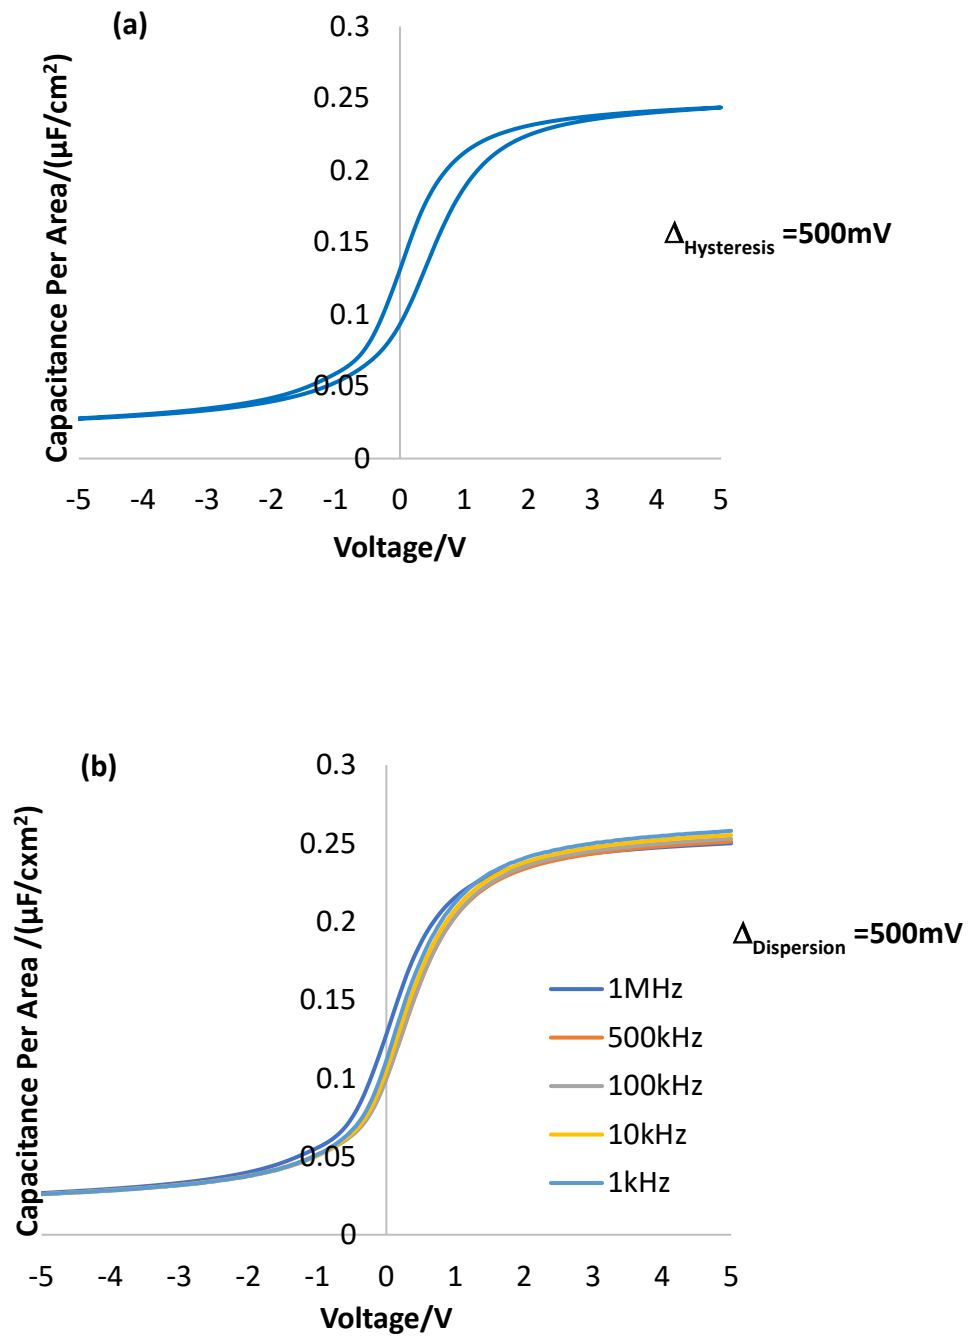 (a)
Capacitance Per Area/(µF/cm²)
0.3
0.25
0.2
0.15
0.1
0.05
0
-5 -4 -3 -2 -1 0 1 2 3 4 5
Voltage/V
Δ Hysteresis =500mV
(b)
Capacitance Per Area /(µF/cxm²)
0.3
0.25
0.2
0.15
0.1
0.05
0
-5 -4 -3 -2 -1 0 1 2 3 4 5
Voltage/V
Δ Dispersion =500mV
1MHz
500kHz
100kHz
10kHz
1kHz